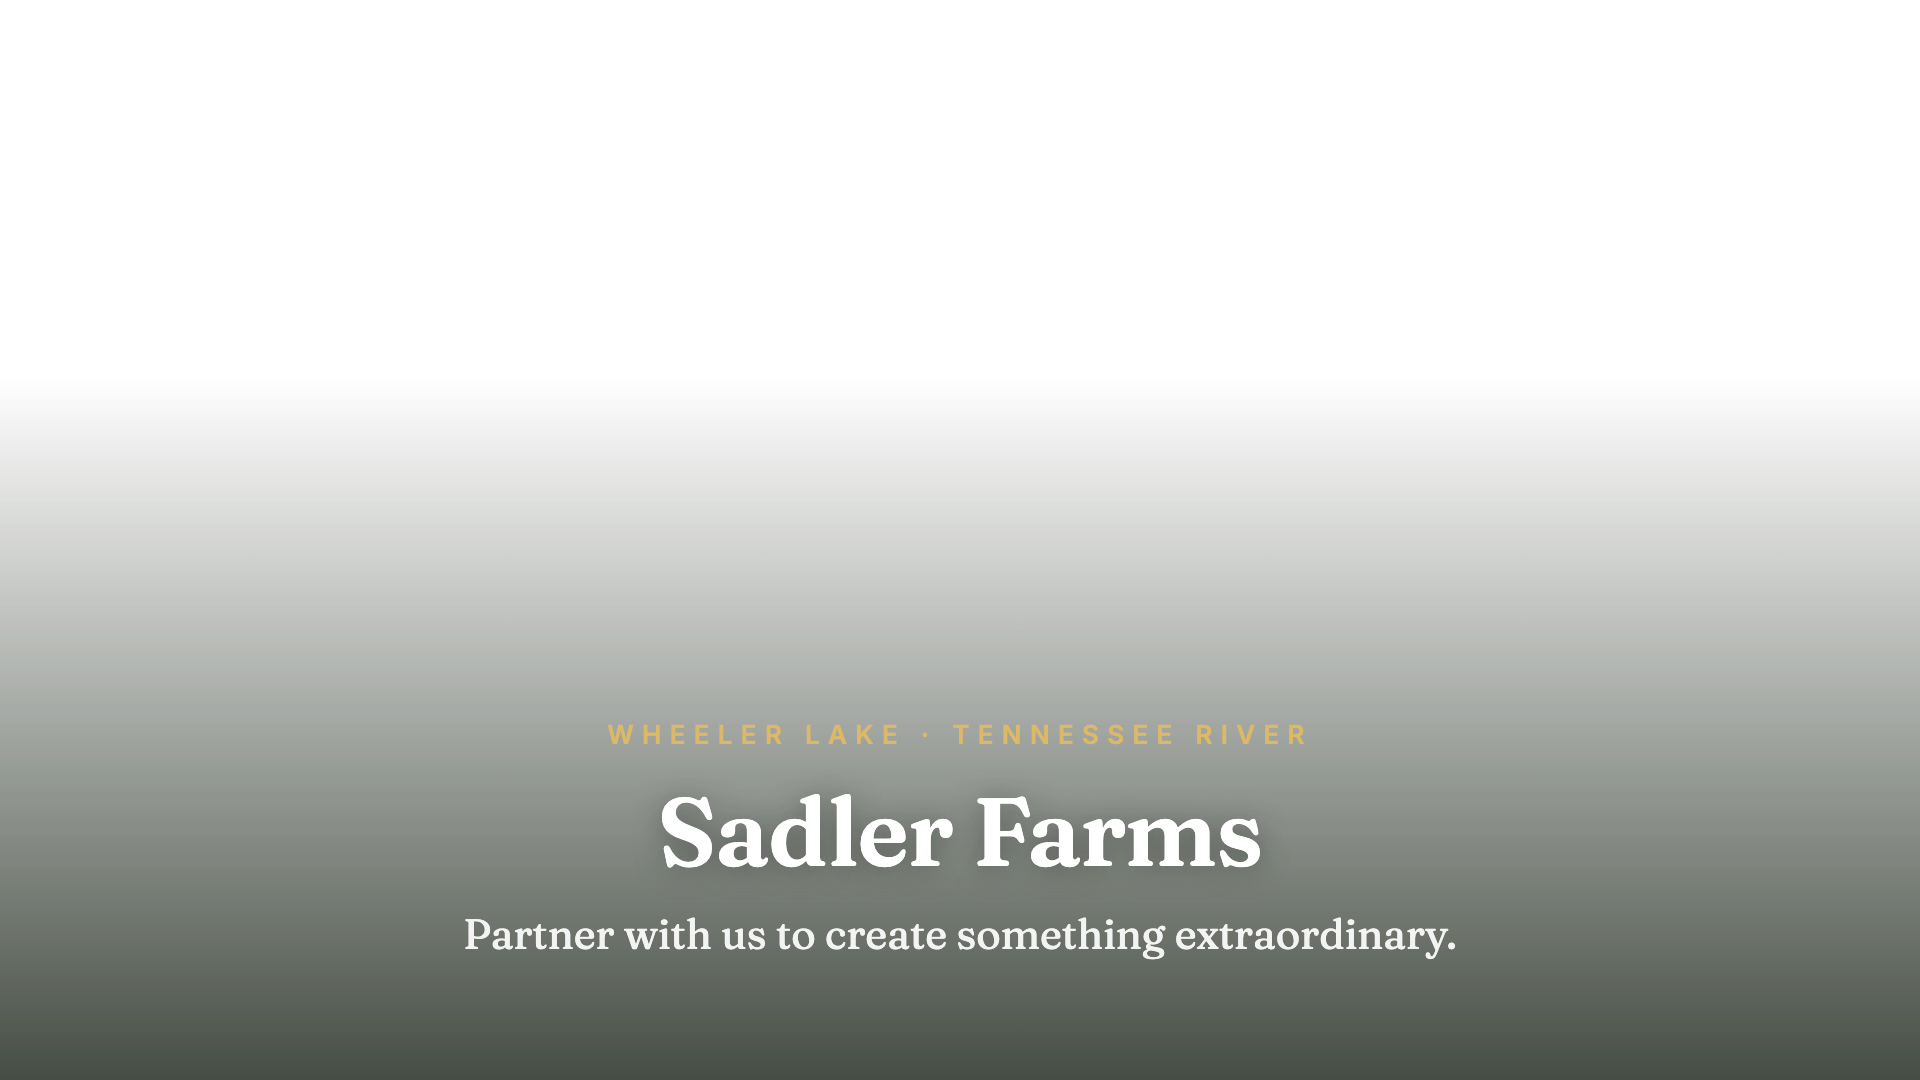 WHEELER LAKE · TENNESSEE RIVER
Sadler Farms
Partner with us to create something extraordinary.